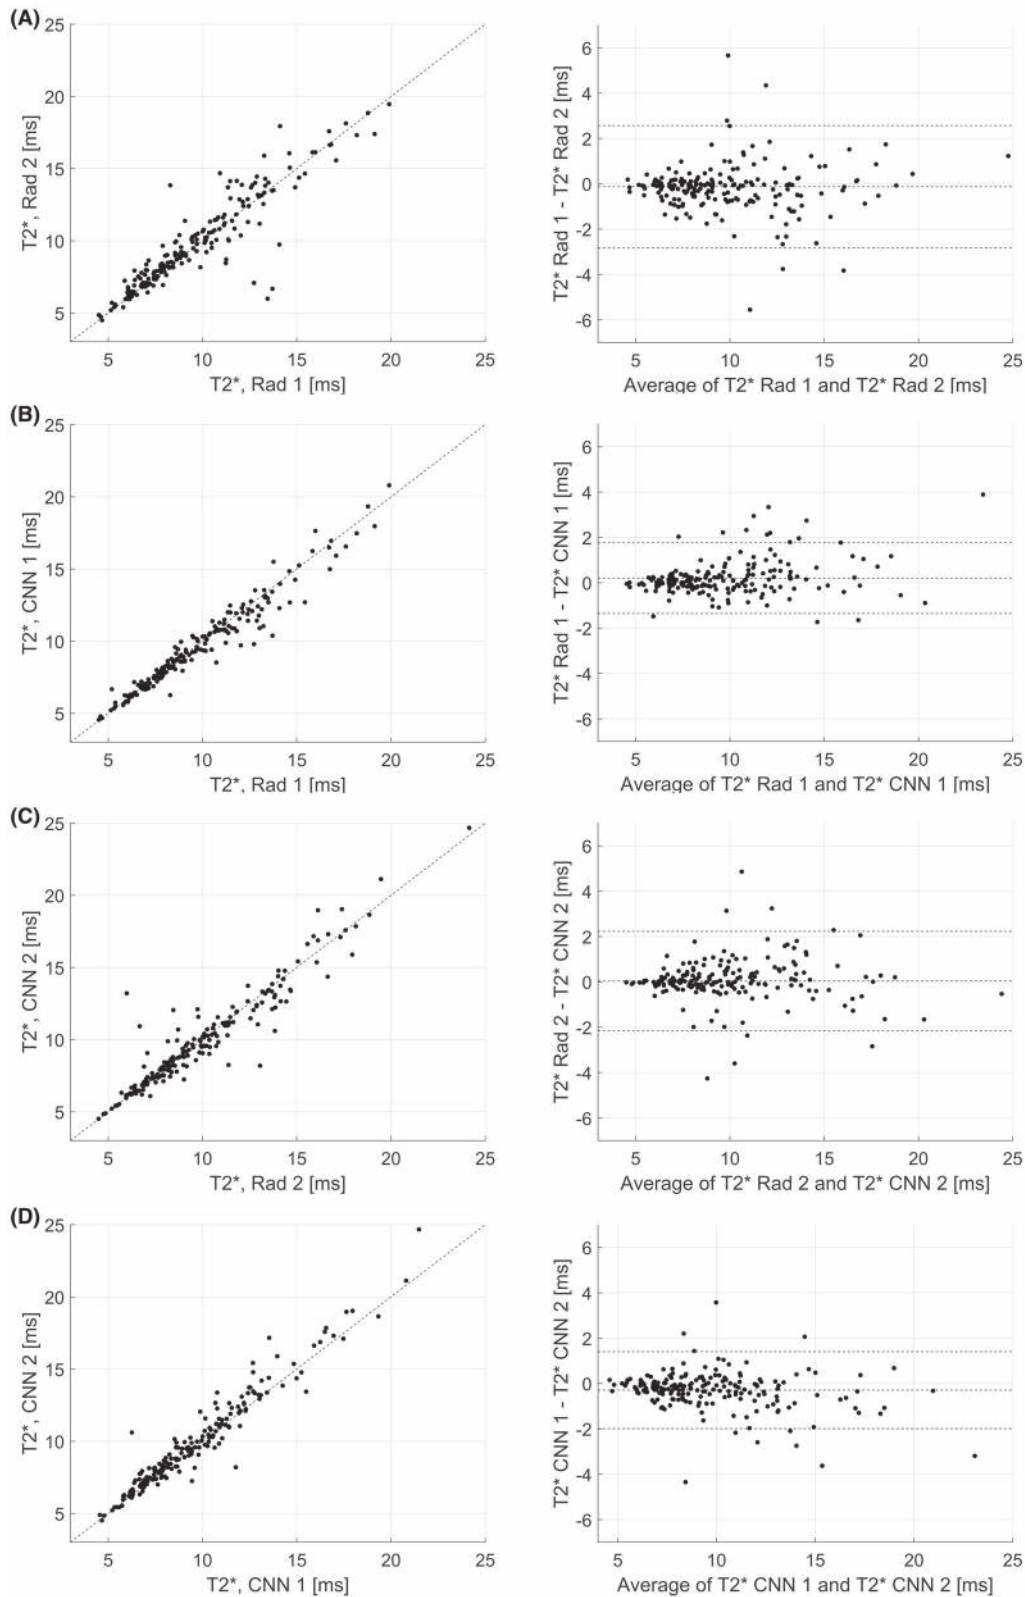 (A)
25
20
15
10
5
T2*, Rad 2 [ms]
5 10 15 20 25
T2*, Rad 1 [ms]
6
4
2
0
-2
-4
-6
T2* Rad 1 - T2* Rad 2 [ms]
5 10 15 20 25
Average of T2* Rad 1 and T2* Rad 2 [ms]
(B)
25
20
15
10
5
T2*, CNN 1 [ms]
5 10 15 20 25
T2*, Rad 1 [ms]
6
4
2
0
-2
-4
-6
T2* Rad 1 - T2* CNN 1 [ms]
5 10 15 20 25
Average of T2* Rad 1 and T2* CNN 1 [ms]
(C)
25
20
15
10
5
T2*, CNN 2 [ms]
5 10 15 20 25
T2*, Rad 2 [ms]
6
4
2
0
-2
-4
-6
T2* Rad 2 - T2* CNN 2 [ms]
5 10 15 20 25
Average of T2* Rad 2 and T2* CNN 2 [ms]
(D)
25
20
15
10
5
T2*, CNN 2 [ms]
5 10 15 20 25
T2*, CNN 1 [ms]
6
4
2
0
-2
-4
-6
T2* CNN 1 - T2* CNN 2 [ms]
5 10 15 20 25
Average of T2* CNN 1 and T2* CNN 2 [ms]